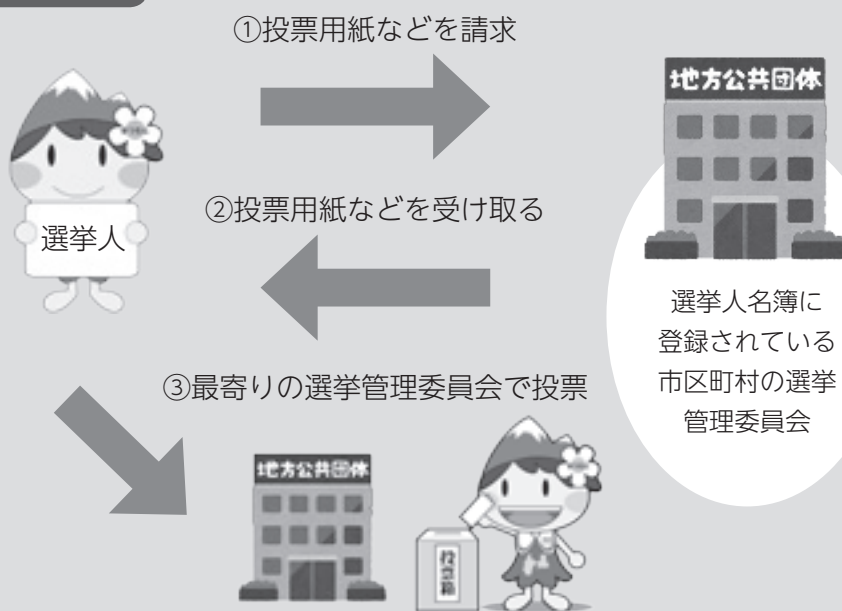 ①投票用紙などを請求
地方公共団体
選挙人
②投票用紙などを受け取る
選挙人名簿に
登録されている
市区町村の選挙
管理委員会
③最寄りの選挙管理委員会で投票
地方公共団体
投票箱